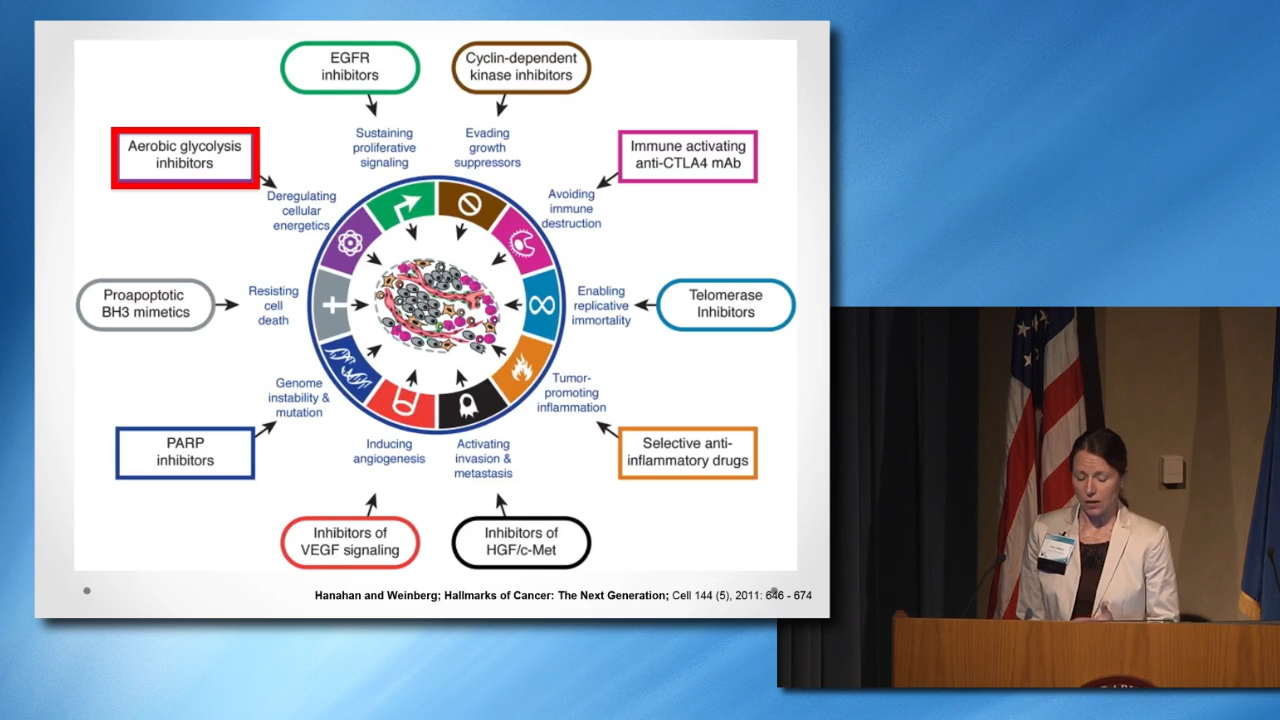 EGFR
inhibitors
Cyclin-dependent
kinase inhibitors
Aerobic glycolysis
inhibitors
Sustaining
proliferative
signaling
Evading
growth
suppressors
Immune activating
anti-CTLA4 mAb
Deregulating
cellular
energetics
Avoiding
immune
destruction
Proapoptotic
BH3 mimetics
Resisting
cell
death
Enabling
replicative
immortality
Telomerase
Inhibitors
Genome
instability &
mutation
Tumor-
promoting
inflammation
PARP
inhibitors
Inducing
angiogenesis
Activating
invasion &
metastasis
Selective anti-
inflammatory drugs
Inhibitors of
VEGF signaling
Inhibitors of
HGF/c-Met
Hanahan and Weinberg; Hallmarks of Cancer: The Next Generation; Cell 144 (5), 2011: 646 - 674